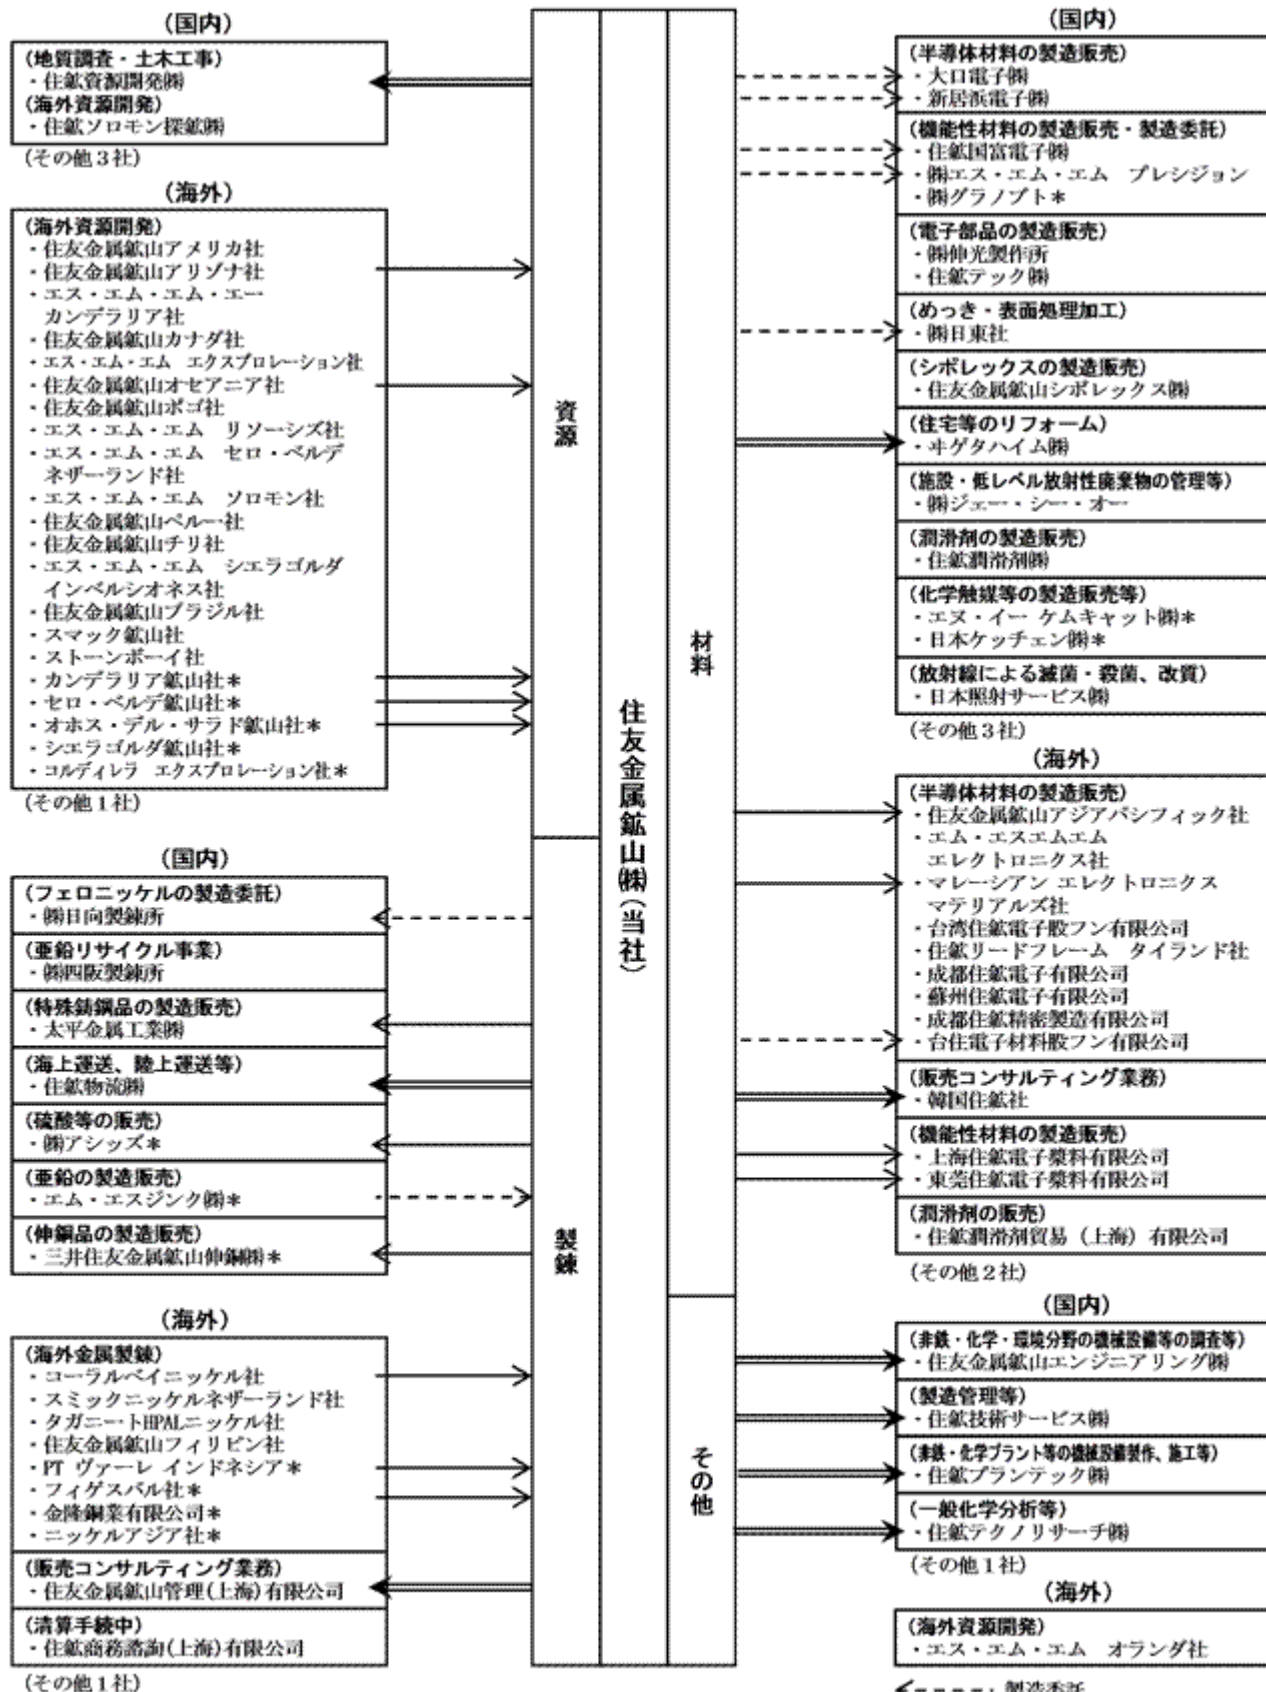 (国内)
(地質調査・土木工事)
・住鉱資源開発㈱
(海外資源開発)
・住鉱ソロモン探鉱㈱
(その他３社)
(海外)
(海外資源開発)
・住友金属鉱山アメリカ社
・住友金属鉱山アリゾナ社
・エス・エム・エム・エー
カンデラリア社
・住友金属鉱山カナダ社
・エス・エム・エム　エクスプロレーション社
・住友金属鉱山オセアニア社
・住友金属鉱山ポゴ社
・エス・エム・エム　リソーシズ社
・エス・エム・エム　セロ・ベルデ
ネザーランド社
・エス・エム・エム　ソロモン社
・住友金属鉱山ペルー社
・住友金属鉱山チリ社
・エス・エム・エム　シエラゴルダ
インベルシオネス社
・住友金属鉱山ブラジル社
・スマック鉱山社
・ストーンボーイ社
・カンデラリア鉱山社＊
・セロ・ベルデ鉱山社＊
・オホス・デル・サラド鉱山社＊
・シエラゴルダ鉱山社＊
・コルディレラ　エクスプロレーション社＊
(その他１社)
(国内)
(フェロニッケルの製造委託)
・㈱日向製錬所
(亜鉛リサイクル事業)
・㈱四阪製錬所
(特殊鋳鋼品の製造販売)
・太平金属工業㈱
(海上運送、陸上運送等)
・住鉱物流㈱
(硫酸等の販売)
・㈱アシッズ＊
(亜鉛の製造販売)
・エム・エスジンク㈱＊
(伸銅品の製造販売)
・三井住友金属鉱山伸銅㈱＊
(海外)
(海外金属製錬)
・コーラルベイニッケル社
・スミックニッケルネザーランド社
・タガニートHPALニッケル社
・住友金属鉱山フィリピン社
・PT ヴァーレ インドネシア＊
・フィゲスバル社＊
・金隆銅業有限公司＊
・ニッケルアジア社＊
(販売コンサルティング業務)
・住友金属鉱山管理(上海)有限公司
(清算手続中)
・住鉱商務諮詢(上海)有限公司
(その他１社)
資源
製錬
住友金属鉱山㈱(当社)
材料
その他
(国内)
(半導体材料の製造販売)
・大口電子㈱
・新居浜電子㈱
(機能性材料の製造販売・製造委託)
・住鉱国富電子㈱
・㈱エス・エム・エム　プレシジョン
・㈱グラノプト＊
(電子部品の製造販売)
・㈱伸光製作所
・住鉱テック㈱
(めっき・表面処理加工)
・㈱日東社
(シポレックスの製造販売)
・住友金属鉱山シポレックス㈱
(住宅等のリフォーム)
・ヰゲタハイム㈱
(施設・低レベル放射性廃棄物の管理等)
・㈱ジェー・シー・オー
(潤滑剤の製造販売)
・住鉱潤滑剤㈱
(化学触媒等の製造販売等)
・エヌ・イー ケムキャット㈱＊
・日本ケッチェン㈱＊
(放射線による滅菌・殺菌、改質)
・日本照射サービス㈱
(その他３社)
(海外)
(半導体材料の製造販売)
・住友金属鉱山アジアパシフィック社
・エム・エスエムエム
エレクトロニクス社
・マレーシアン エレクトロニクス
マテリアルズ社
・台湾住鉱電子股フン有限公司
・住鉱リードフレーム　タイランド社
・成都住鉱電子有限公司
・蘇州住鉱電子有限公司
・成都住鉱精密製造有限公司
・台住電子材料股フン有限公司
(販売コンサルティング業務)
・韓国住鉱社
(機能性材料の製造販売)
・上海住鉱電子漿料有限公司
・東莞住鉱電子漿料有限公司
(潤滑剤の販売)
・住鉱潤滑剤貿易（上海）有限公司
(その他２社)
(国内)
(非鉄・化学・環境分野の機械設備等の調査等)
・住友金属鉱山エンジニアリング㈱
(製造管理等)
・住鉱技術サービス㈱
(非鉄・化学プラント等の機械設備製作、施工等)
・住鉱プランテック㈱
(一般化学分析等)
・住鉱テクノリサーチ㈱
(その他１社)
(海外)
(海外資源開発)
・エス・エム・エム　オランダ社
：製造委託